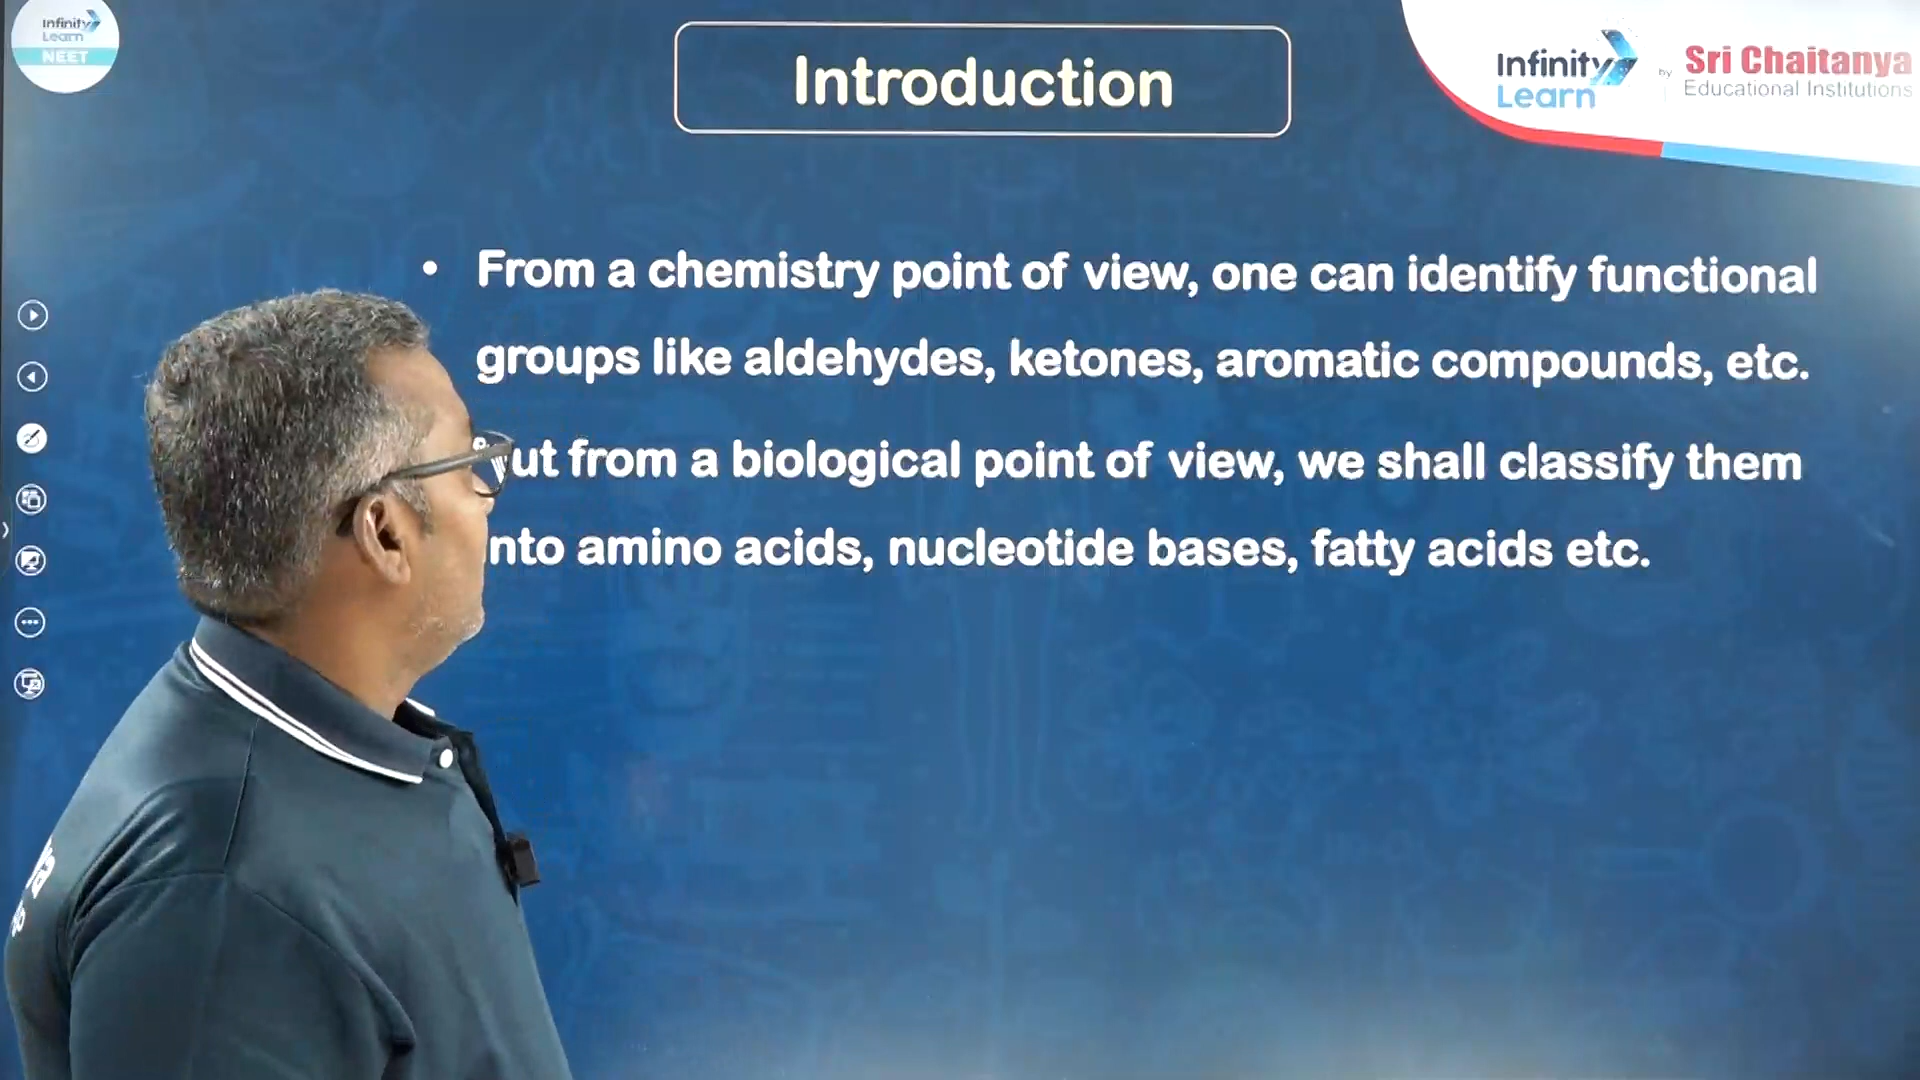 Infinity
Learn
NEET
Introduction
Infinity
Learn
by
Sri Chaitanya
Educational Institutions
• From a chemistry point of view, one can identify functional
groups like aldehydes, ketones, aromatic compounds, etc.
ut from a biological point of view, we shall classify them
nto amino acids, nucleotide bases, fatty acids etc.